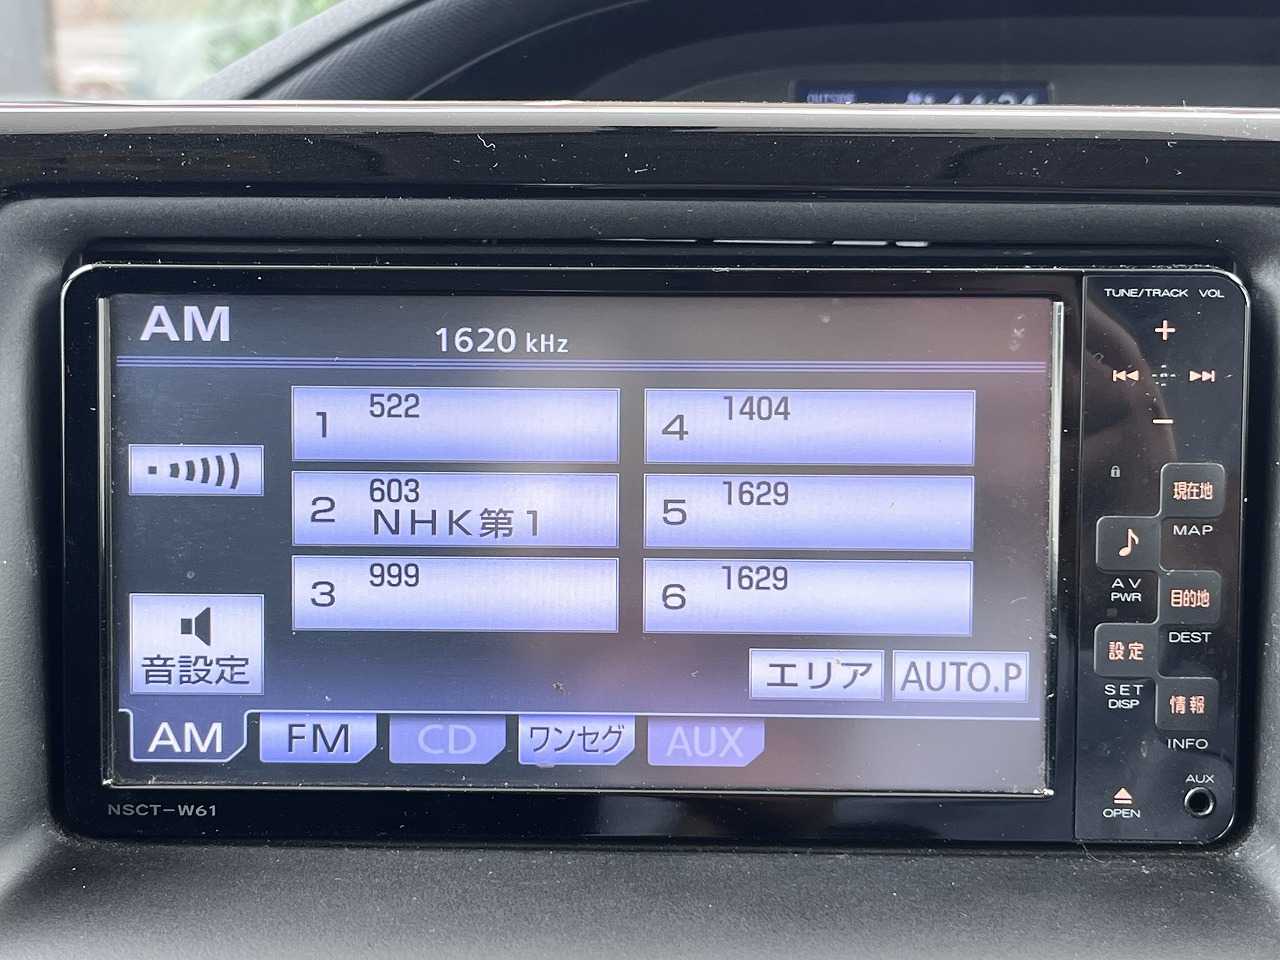 OUTSIDE
TUNE/TRACK VOL
AM
1620 kHz
1 522
4 1404
2 603
NHK第1
5 1629
3 999
6 1629
音設定
エリア
AUTO.P
AM
FM
CD
ワンセグ
AUX
現在地
MAP
AV
PWR
目的地
DEST
設定
SET
DISP
情報
INFO
AUX
OPEN
NSCT-W61